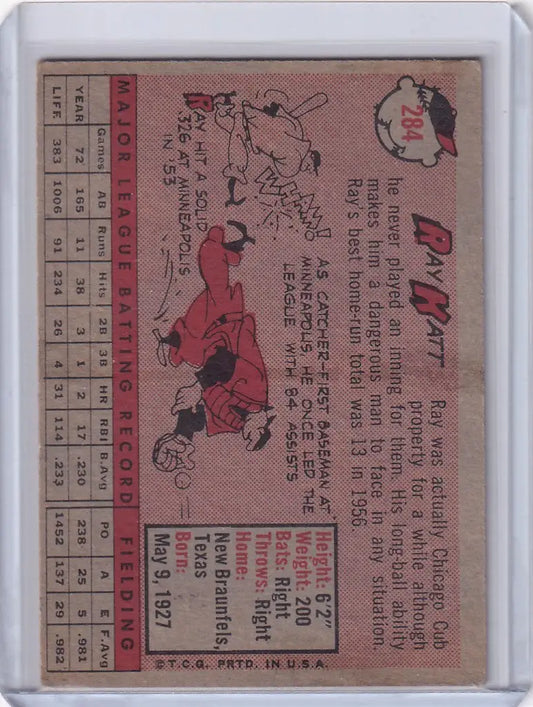 284
RAY KATT
Ray was actually Chicago Cub
property for a while although
he never played an inning for them. His long-ball ability
makes him a dangerous man to face in any situation.
Ray's best home-run total was 13 in 1956.
WHAM!
WHAM!
AS CATCHER-FIRST BASEMAN AT
MINNEAPOLIS, HE ONCE LED THE
LEAGUE WITH 84 ASSISTS
RAY HIT A SOLID
.326 AT MINNEAPOLIS
IN '53
Height: 6'2"
Weight: 200
Bats: Right
Throws: Right
Home:
New Braunfels,
Texas
Born:
May 9, 1927
© T.C.G. PRTD. IN U.S.A.
MAJOR LEAGUE BATTING RECORD FIELDING
Games AB Runs Hits 2B 3B HR RBI B.Avg PO A E F.Avg
YEAR 72 165 11 38 3 1 2 17 .230 238 25 5 .981
LIFE 383 1006 91 234 26 4 31 114 .233 1452 137 29 .982